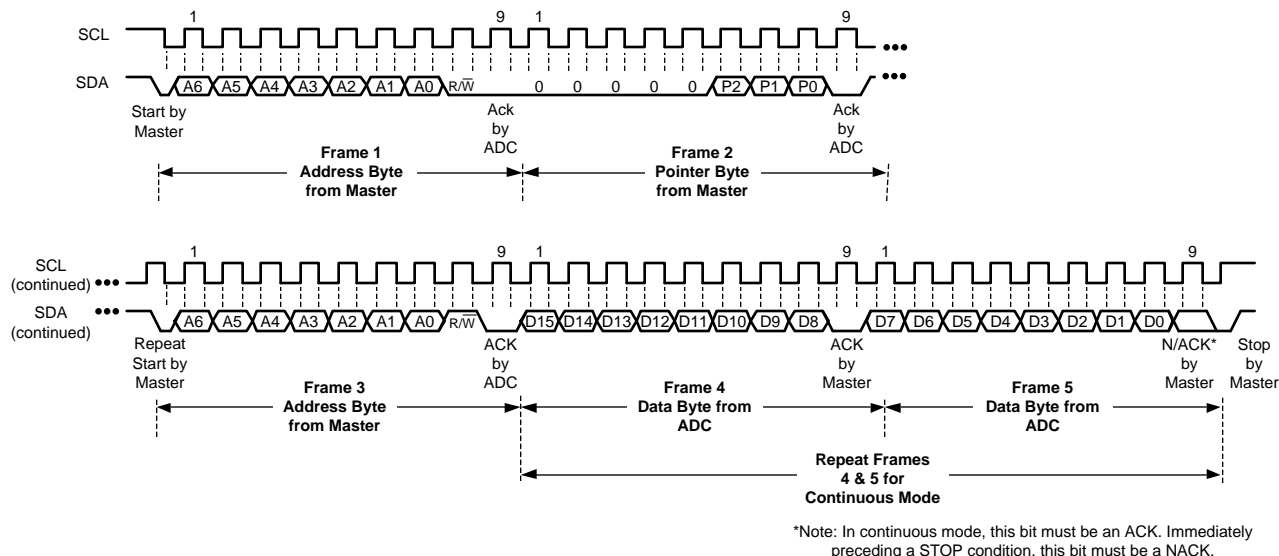 1 9 1 9
SCL •••
SDA A6 A5 A4 A3 A2 A1 A0 R/W̅ 0 0 0 0 0 P2 P1 P0 •••
Start by
Master
Ack
by
ADC
Ack
by
ADC
Frame 1
Address Byte
from Master
Frame 2
Pointer Byte
from Master
1 9 1 9 1 9
SCL
(continued) •••
SDA
(continued) ••• A6 A5 A4 A3 A2 A1 A0 R/W̅ D15 D14 D13 D12 D11 D10 D9 D8 D7 D6 D5 D4 D3 D2 D1 D0
Repeat
Start by
Master
ACK
by
ADC
ACK
by
Master
N/ACK*
by
Master
Stop
by
Master
Frame 3
Address Byte
from Master
Frame 4
Data Byte from
ADC
Frame 5
Data Byte from
ADC
Repeat Frames
4 & 5 for
Continuous Mode
*Note: In continuous mode, this bit must be an ACK. Immediately
preceding a STOP condition, this bit must be a NACK.